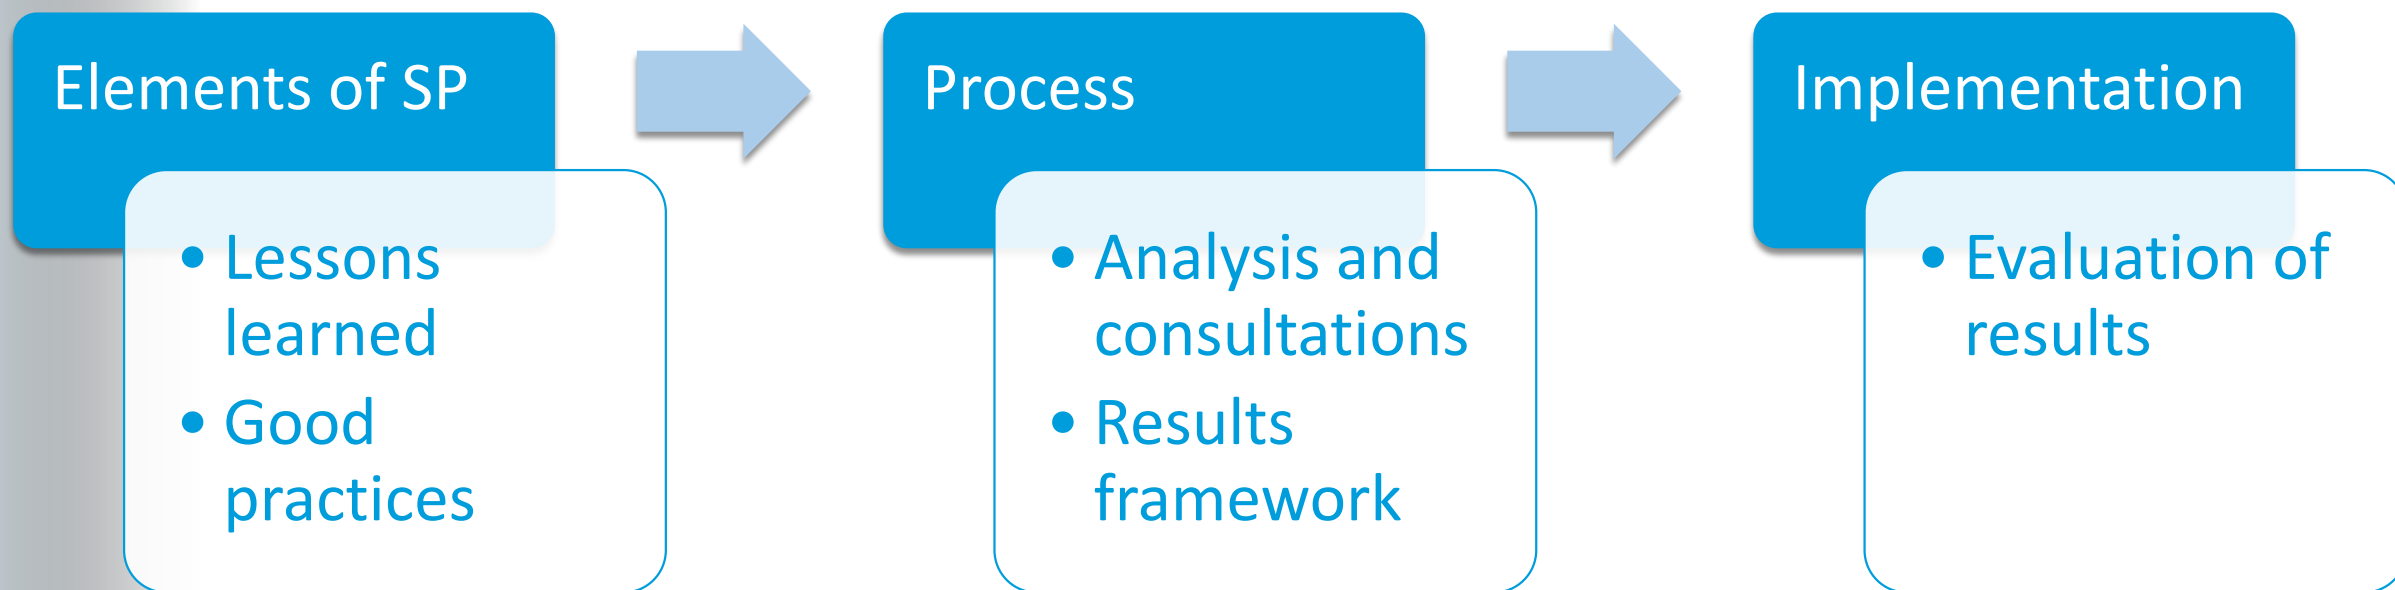 Elements of SP
• Lessons
learned
• Good
practices
Process
• Analysis and
consultations
• Results
framework
Implementation
• Evaluation of
results